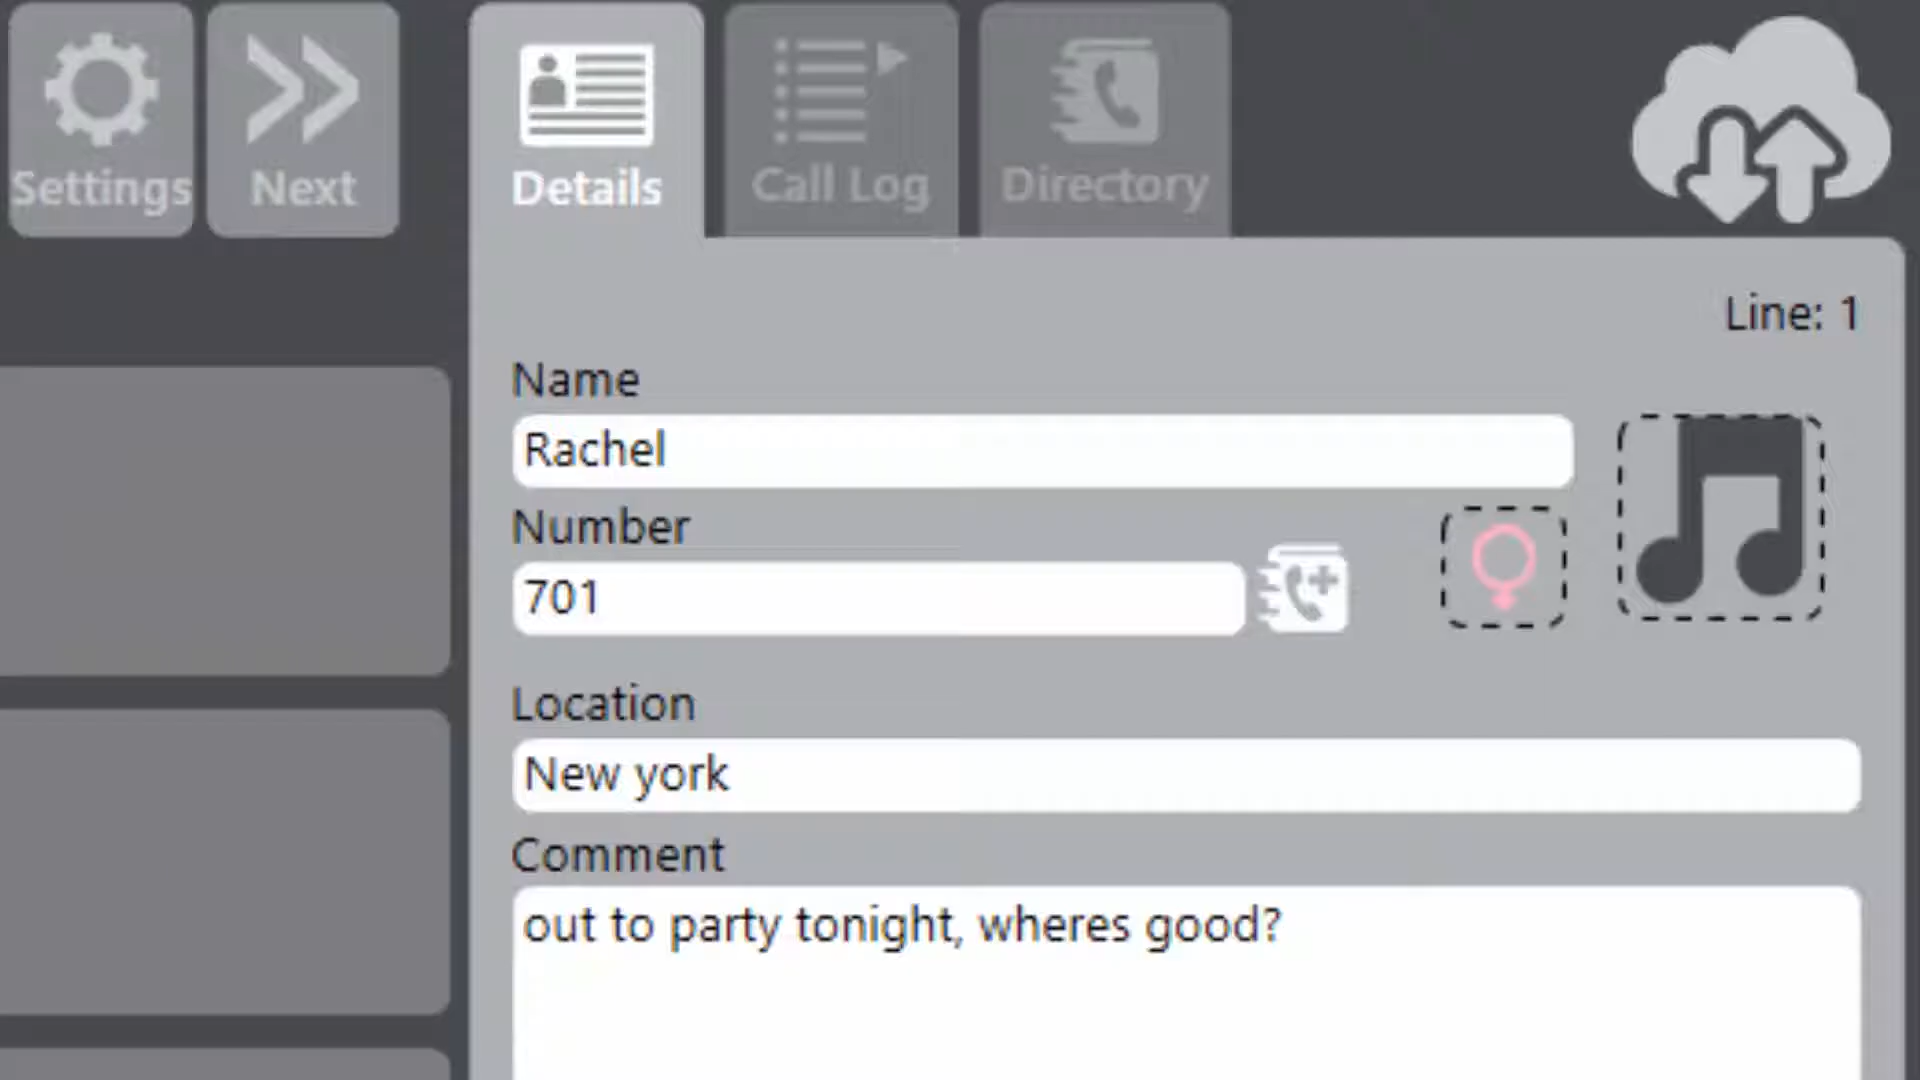 Settings
Next
Details
Call Log
Directory
Line: 1
Name
Rachel
Number
701
Location
New york
Comment
out to party tonight, wheres good?